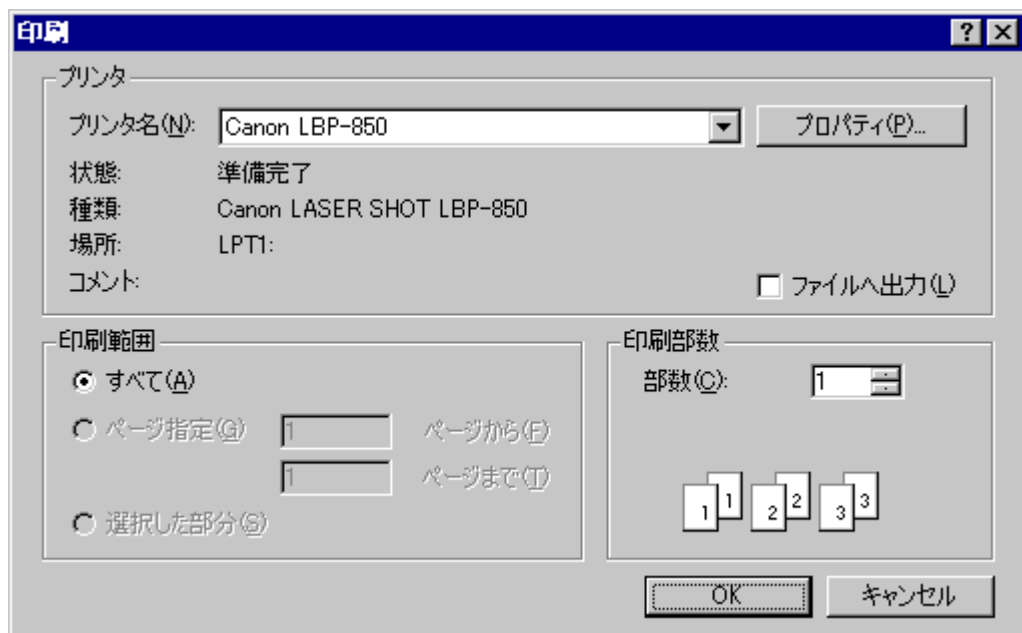 印刷
プリンタ
プリンタ名(N): Canon LBP-850 プロパティ(P)...
状態: 準備完了
種類: Canon LASER SHOT LBP-850
場所: LPT1:
コメント: ファイルへ出力(L)
印刷範囲
すべて(A)
ページ指定(G) 1 ページから(F)
1 ページまで(T)
選択した部分(S)
印刷部数
部数(C): 1
1 1 2 2 3 3
OK キャンセル